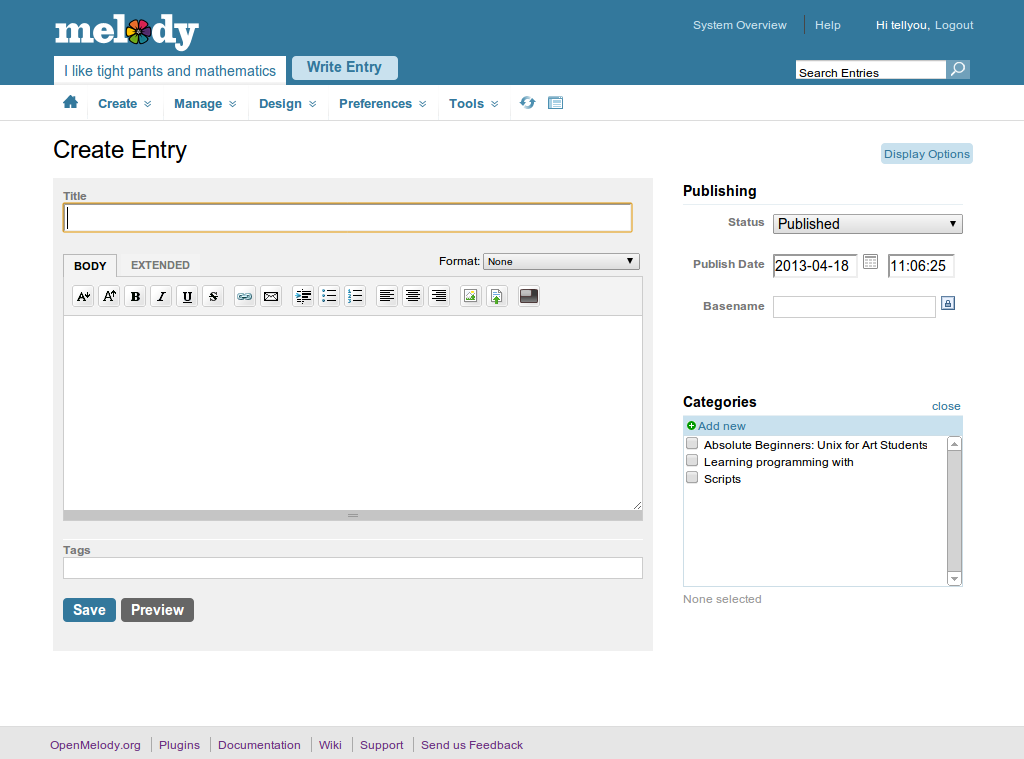 melody
System Overview
Help
Hi tellyou, Logout
I like tight pants and mathematics
Write Entry
Search Entries
Create
Manage
Design
Preferences
Tools
Create Entry
Display Options
Title
BODY
EXTENDED
Format: None
A A B I U S
Tags
Save
Preview
Publishing
Status Published
Publish Date 2013-04-18 11:06:25
Basename
Categories
close
Add new
Absolute Beginners: Unix for Art Students
Learning programming with
Scripts
None selected
OpenMelody.org Plugins Documentation Wiki Support Send us Feedback